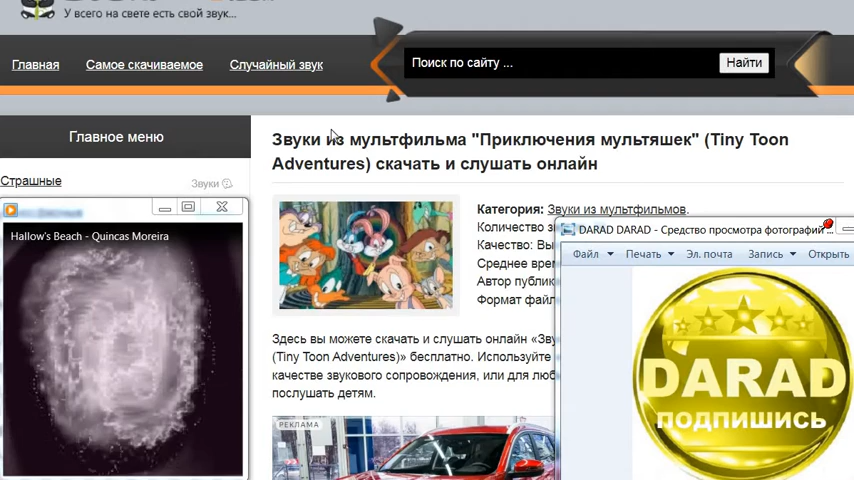 У всего на свете есть свой звук...
Главная
Самое скачиваемое
Случайный звук
Поиск по сайту ...
Найти
Главное меню
Звуки из мультфильма "Приключения мультяшек" (Tiny Toon
Adventures) скачать и слушать онлайн
Страшные
Звуки
Категория: Звуки из мультфильмов.
Количество з
Качество: Вы
Среднее врем
Автор публик
Формат файл
Hallow's Beach - Quincas Moreira
DARAD DARAD - Средство просмотра фотографий ...
Файл
Печать
Эл. почта
Запись
Открыть
DARAD
ПОДПИШИСЬ
Здесь вы можете скачать и слушать онлайн «Зву
(Tiny Toon Adventures)» бесплатно. Используйте
качестве звукового сопровождения, или для люб
послушать детям.
РЕКЛАМА